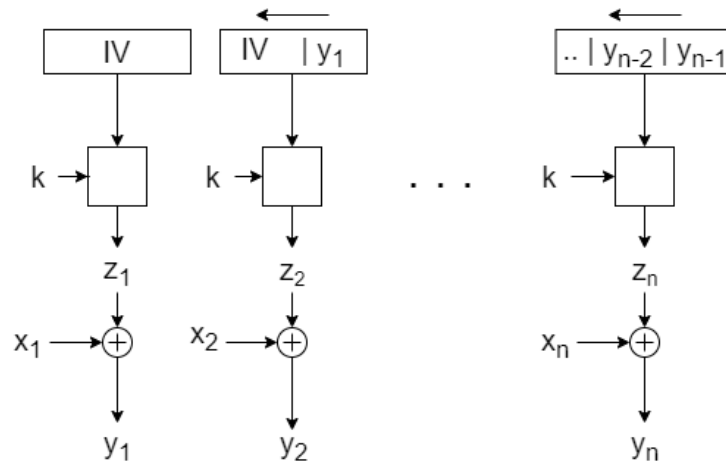 IV IV | y₁ .. | yₙ₋₂ | yₙ₋₁
k k . . . k
z₁ z₂ zₙ
x₁ + x₂ + xₙ +
y₁ y₂ yₙ